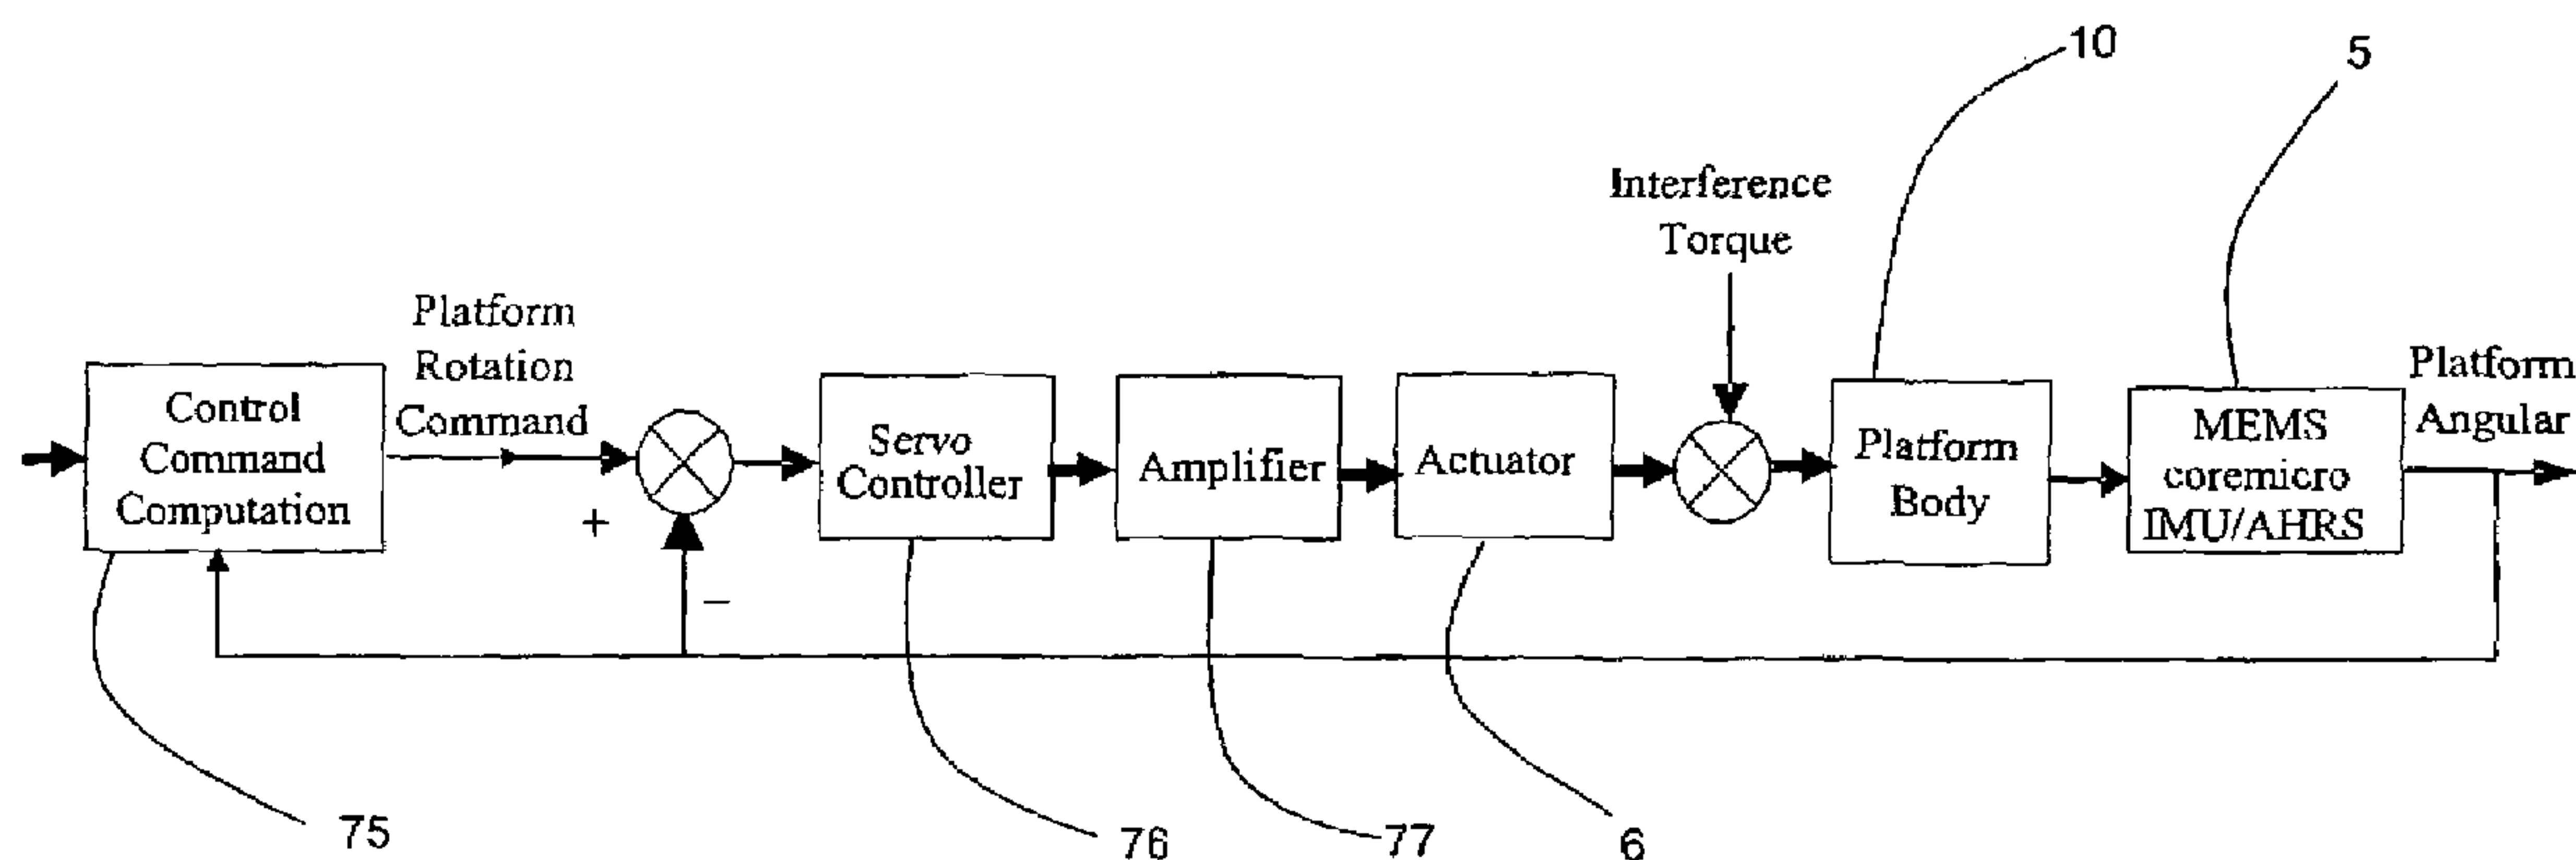 10
5
Interference
Torque
Platform
Rotation
Command
+
−
Control
Command
Computation
Servo
Controller
Amplifier
Actuator
Platform
Body
MEMS
coremicro
IMU/AHRS
Platform
Angular
75
76
77
6